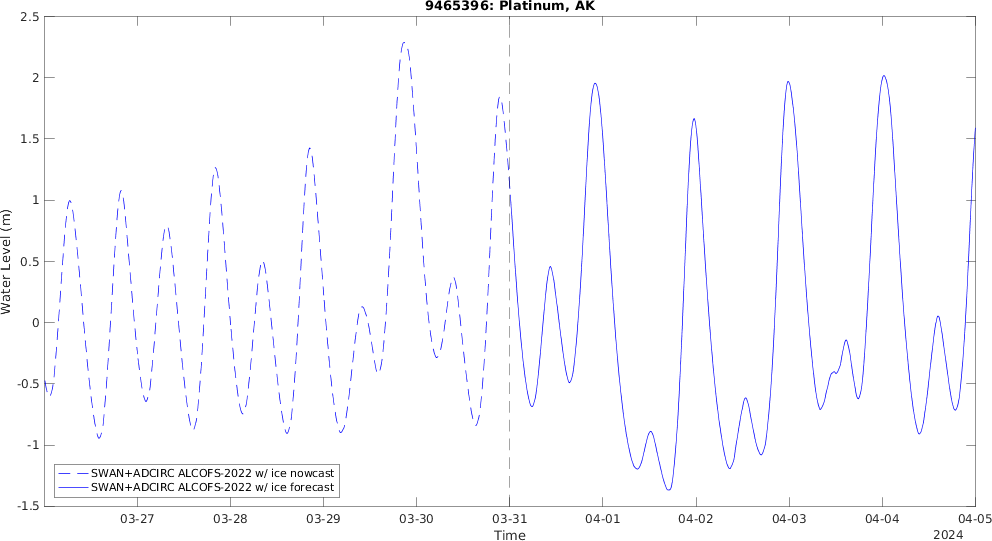 9465396: Platinum, AK
2.5
2
1.5
1
0.5
0
-0.5
-1
-1.5
Water Level (m)
SWAN+ADCIRC ALCOFS-2022 w/ ice nowcast
SWAN+ADCIRC ALCOFS-2022 w/ ice forecast
03-27 03-28 03-29 03-30 03-31 04-01 04-02 04-03 04-04 04-05
Time
2024